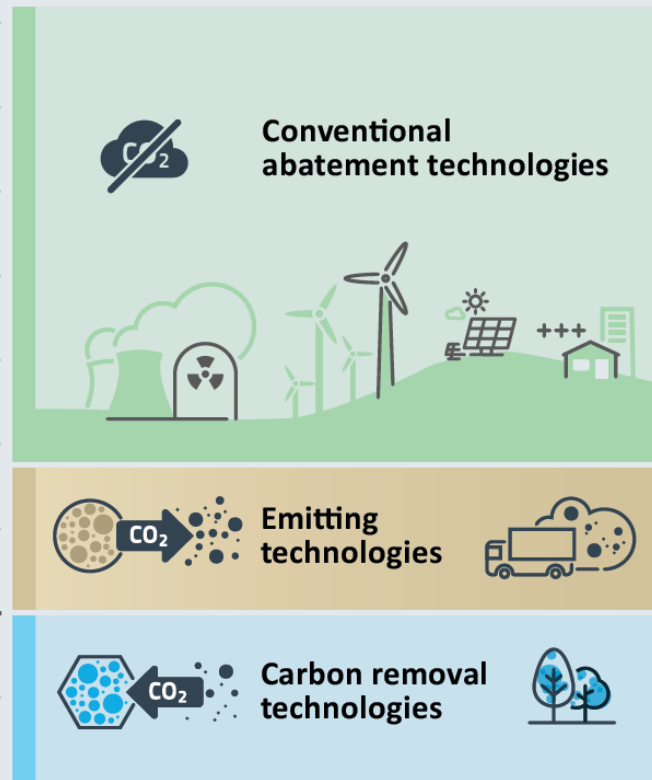 CO₂
Conventional
abatement technologies
CO₂
Emitting
technologies
CO₂
Carbon removal
technologies